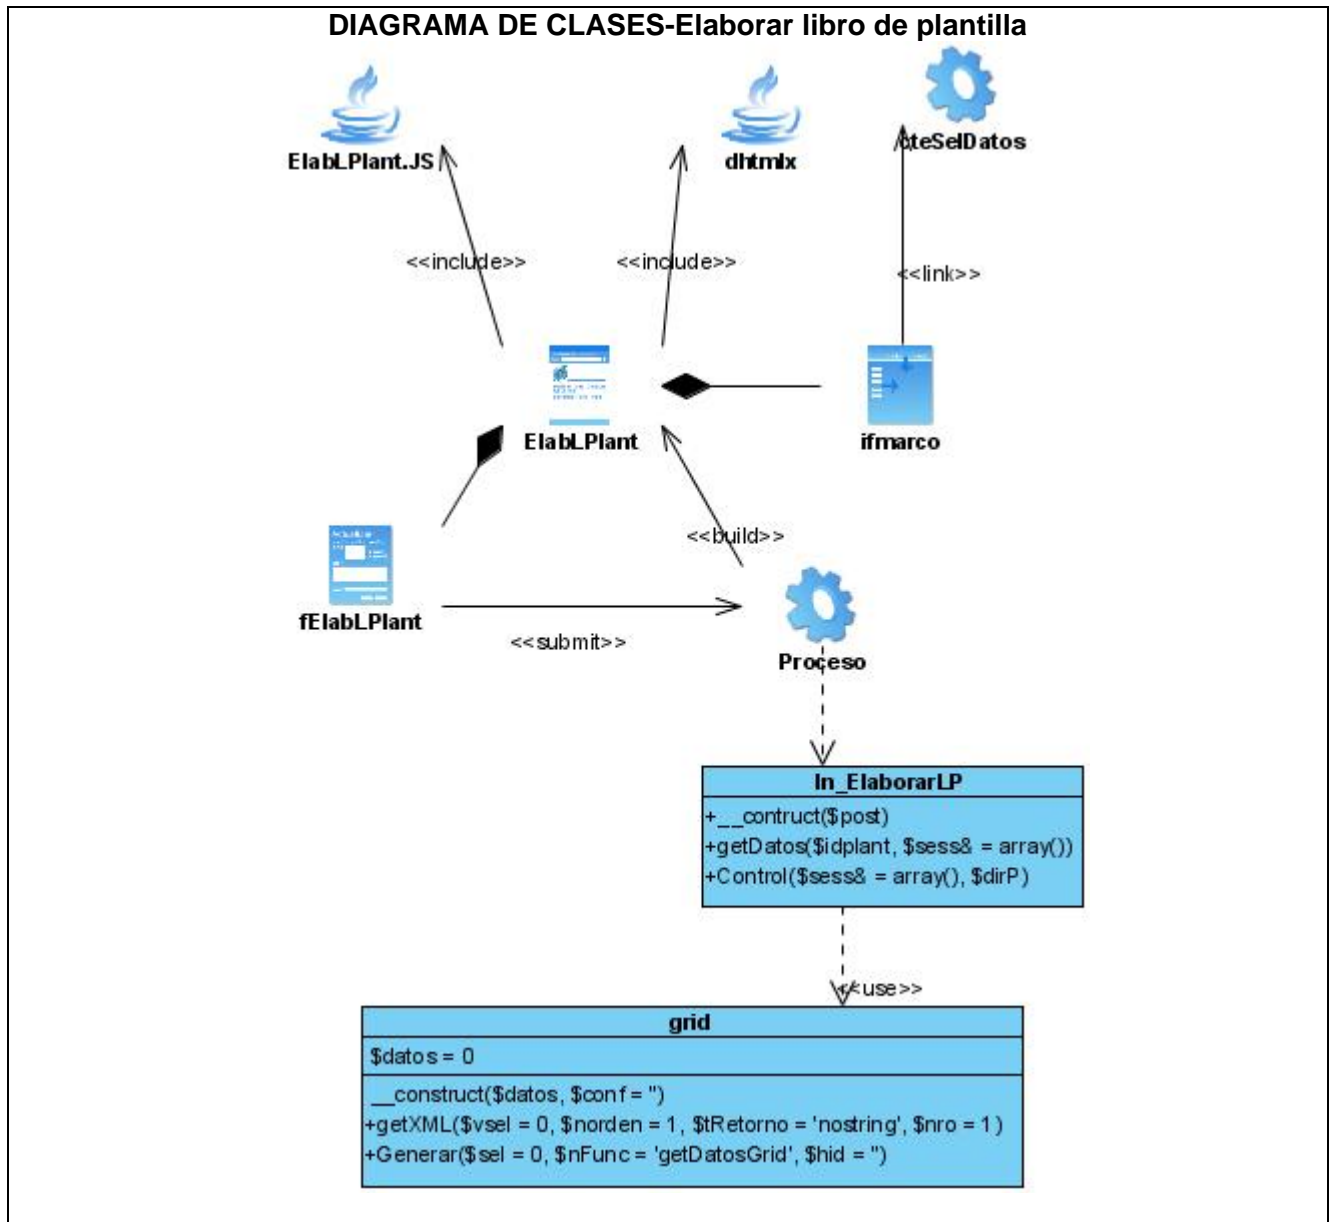 DIAGRAMA DE CLASES-Elaborar libro de plantilla
ElabLPlant.JS
dhtmlx
cteSelDatos
<<include>>
<<include>>
<<link>>
ElabLPlant
ifmarco
<<build>>
fElabLPlant
<<submit>>
Proceso
ln_ElaborarLP
+__contruct($post)
+getDatos($idplant, $sess& = array())
+Control($sess& = array(), $dirP)
<<use>>
grid
$datos = 0
__construct($datos, $conf = '')
+getXML($vsel = 0, $norden = 1, $tRetorno = 'nostring', $nro = 1)
+Generar($sel = 0, $nFunc = 'getDatosGrid', $hid = '')